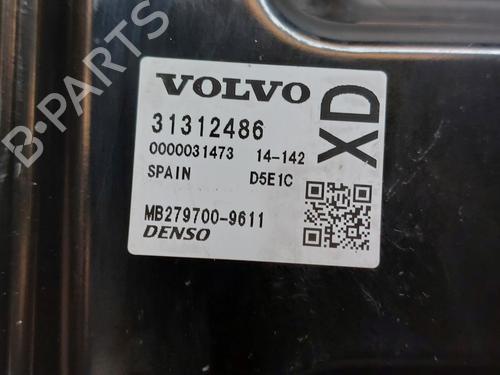 VOLVO
XD
31312486
0000031473 14-142
SPAIN D5E1C
MB279700-9611
DENSO
B-PARTS